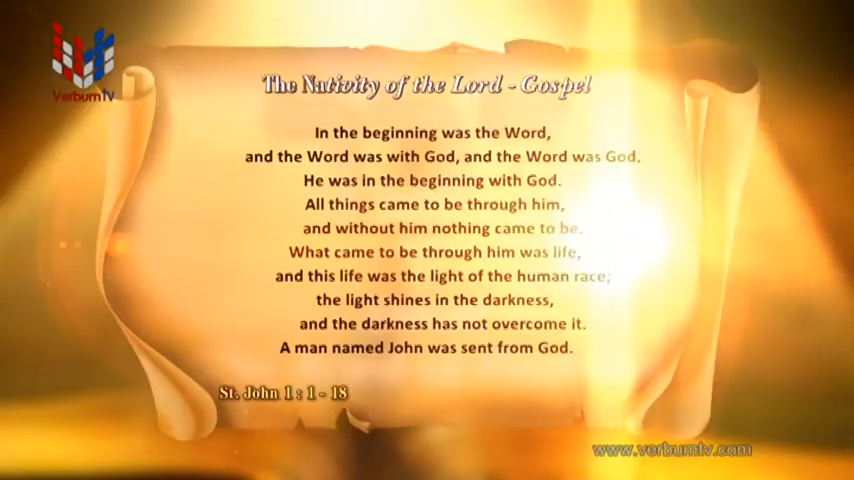 VerbumTV
The Nativity of the Lord - Gospel
In the beginning was the Word,
and the Word was with God, and the Word was God.
He was in the beginning with God.
All things came to be through him,
and without him nothing came to be.
What came to be through him was life,
and this life was the light of the human race;
the light shines in the darkness,
and the darkness has not overcome it.
A man named John was sent from God.
St. John 1 : 1 - 18
www.verbumtv.com